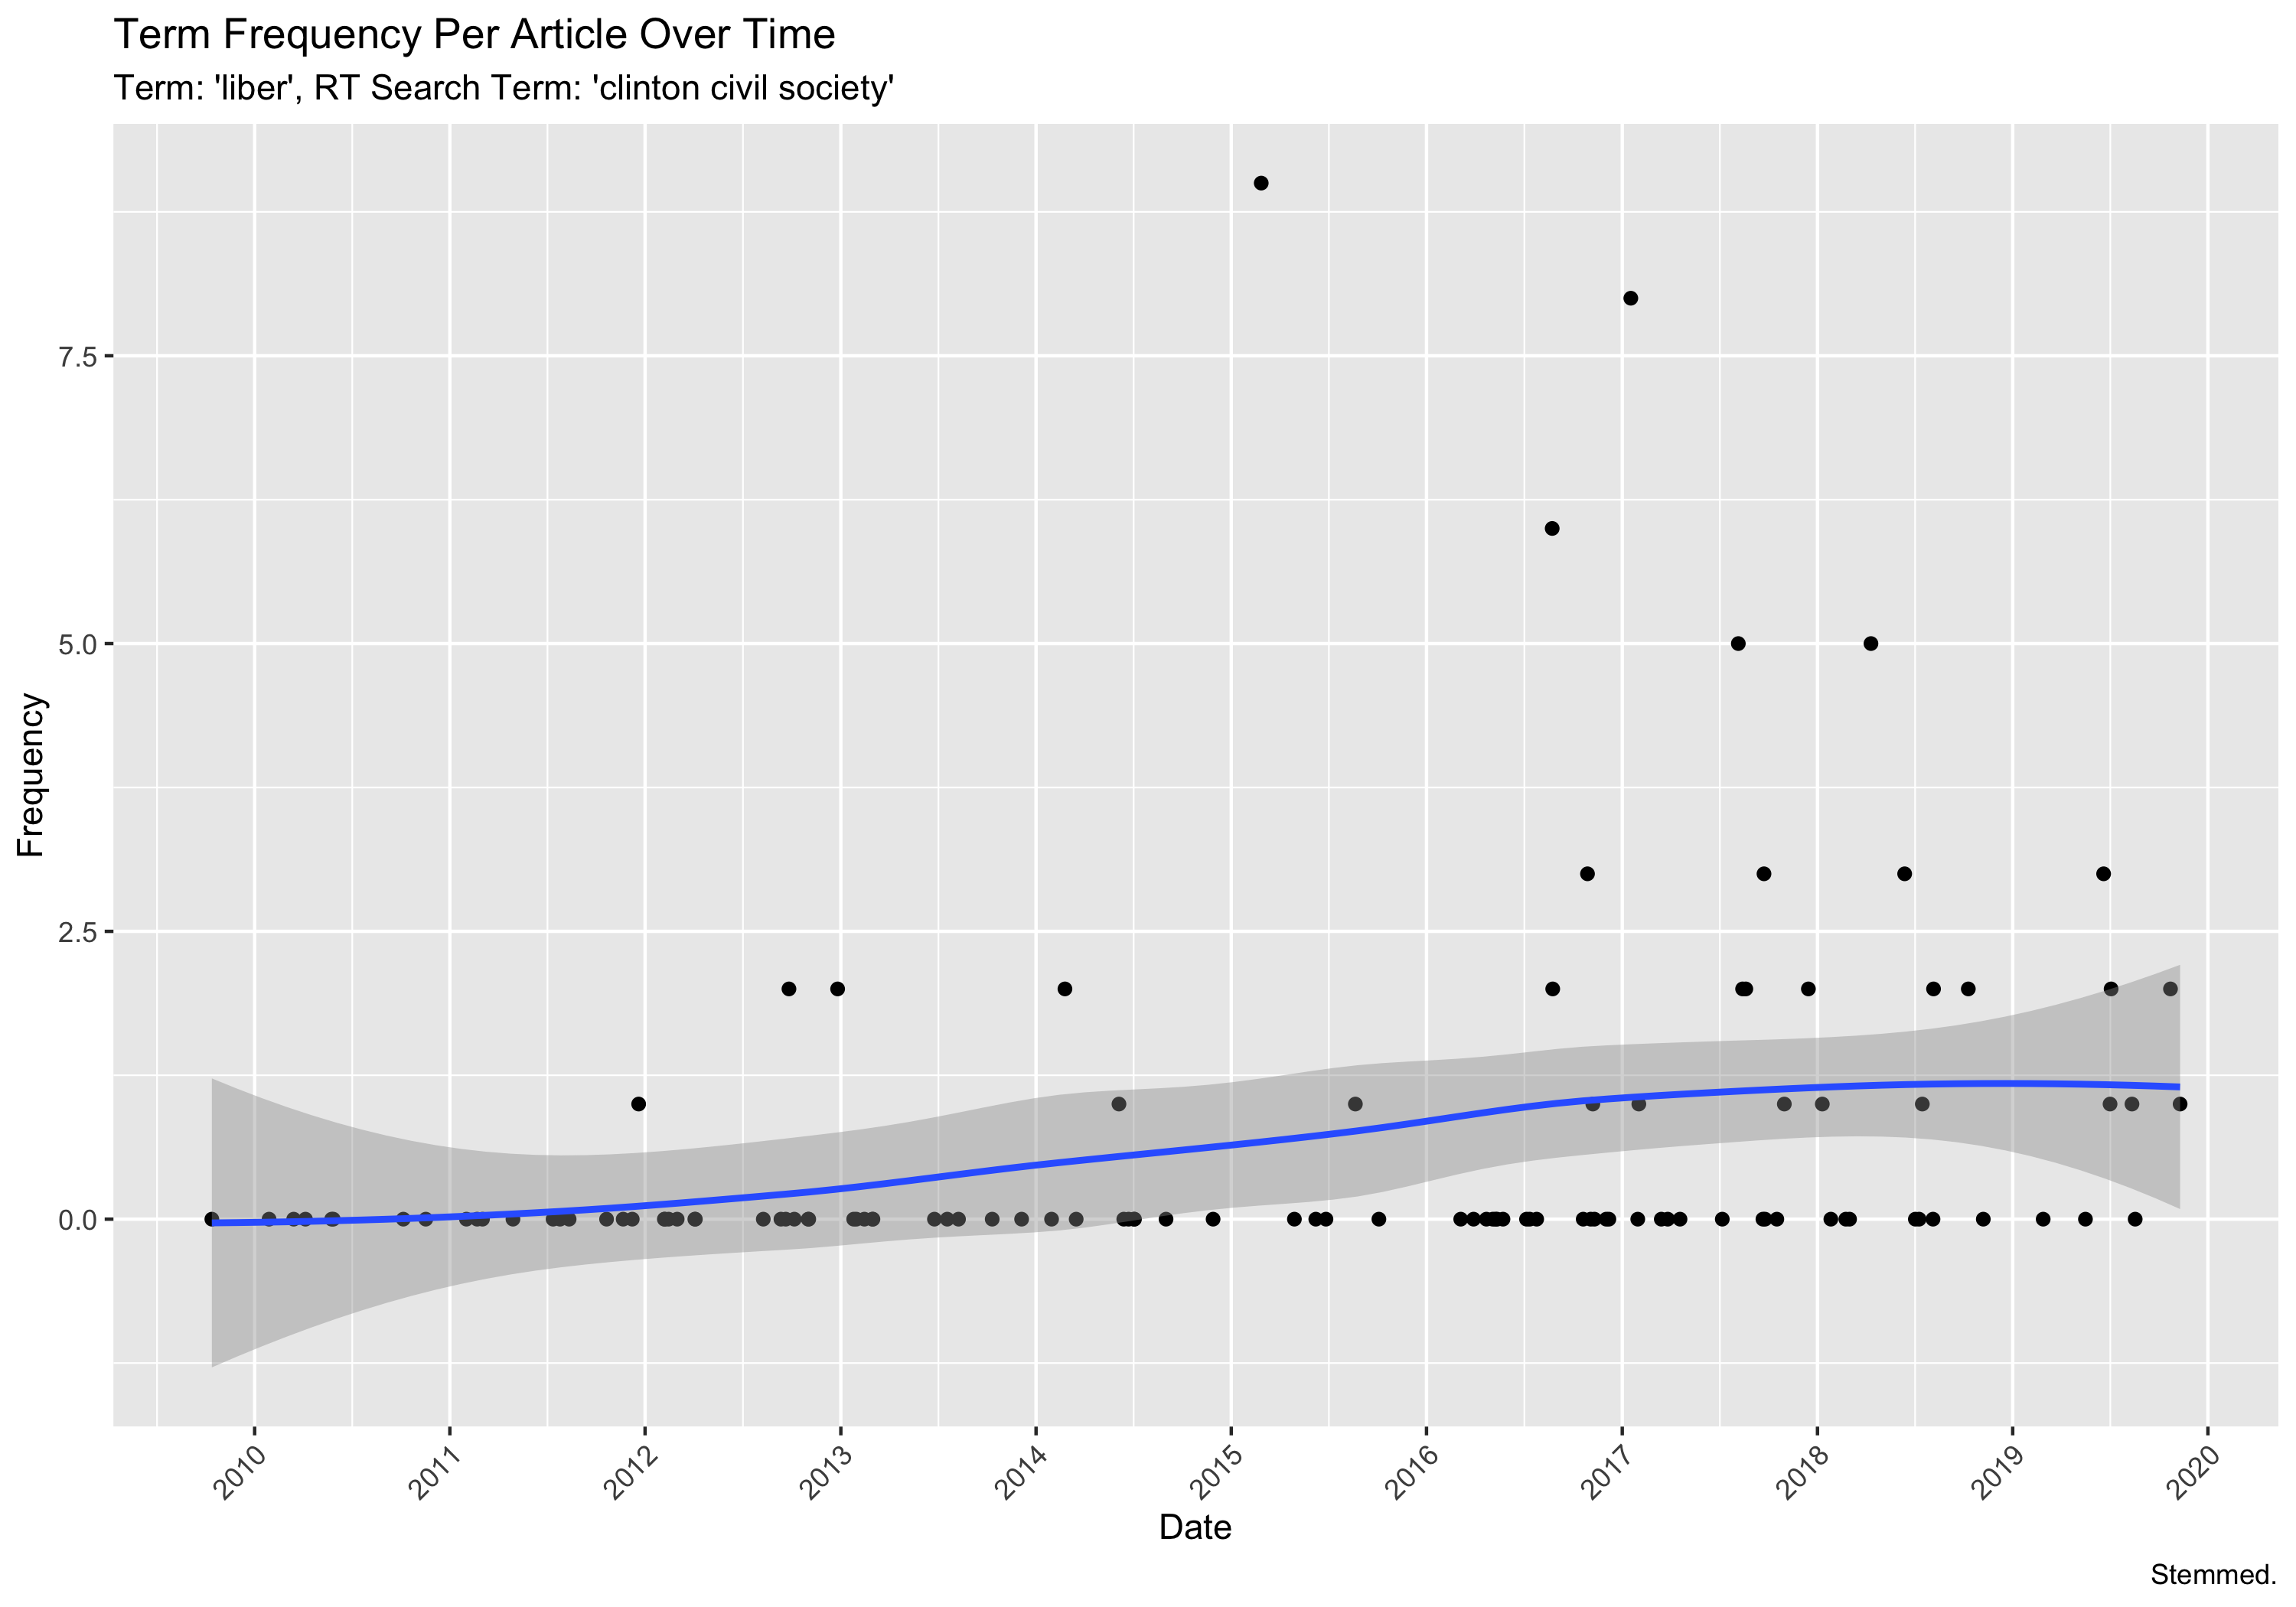 Term Frequency Per Article Over Time
Term: 'liber', RT Search Term: 'clinton civil society'
Frequency
7.5
5.0
2.5
0.0
2010 2011 2012 2013 2014 2015 2016 2017 2018 2019 2020
Date
Stemmed.